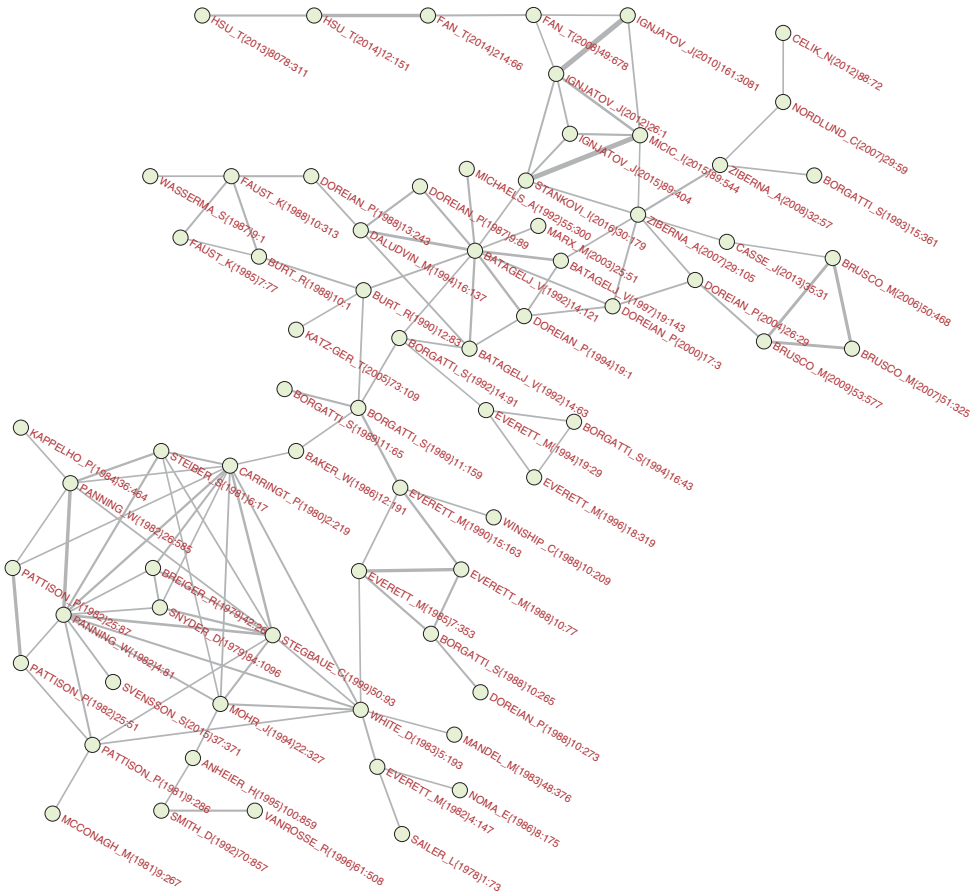 HSU_T(2013)8078:311
HSU_T(2014)12:151
FAN_T(2014)214:66
FAN_T(2008)49:678
IGNJATOV_J(2010)161:3081
CELIK_N(2012)88:72
IGNJATOV_J(2012)26:1
NORDLUND_C(2007)29:59
IGNJATOV_J(2015)89:404
MICIC_I(2015)89:544
ZIBERNA_A(2008)32:57
BORGATTI_S(1993)15:361
WASSERMA_S(1987)9:1
FAUST_K(1988)10:313
DOREIAN_P(1988)13:243
DOREIAN_P(1987)9:89
MICHAELS_A(1992)55:300
STANKOVI_I(2016)30:179
ZIBERNA_A(2007)29:105
FAUST_K(1985)7:77
BURT_R(1988)10:1
DALUDVIN_M(1994)16:137
MARX_M(2003)25:51
BATAGELJ_V(1992)14:121
BATAGELJ_V(1997)19:143
CASSE_J(2013)35:31
BRUSCO_M(2006)50:468
BURT_R(1990)12:83
DOREIAN_P(2004)26:29
DOREIAN_P(2000)17:3
DOREIAN_P(1994)19:1
KATZ-GER_T(2005)73:109
BORGATTI_S(1992)14:91
BATAGELJ_V(1992)14:63
BRUSCO_M(2009)53:577
BRUSCO_M(2007)51:325
BORGATTI_S(1989)11:65
BORGATTI_S(1989)11:159
EVERETT_M(1994)19:29
BORGATTI_S(1994)16:43
KAPPELHO_P(1984)36:464
STEIBER_S(1981)6:17
CARRINGT_P(1980)2:219
BAKER_W(1986)12:191
EVERETT_M(1996)18:319
PANNING_W(1982)26:585
EVERETT_M(1990)15:163
WINSHIP_C(1988)10:209
PATTISON_P(1982)25:87
BREIGER_R(1979)42:26
EVERETT_M(1985)7:353
EVERETT_M(1988)10:77
PANNING_W(1982)4:81
SNYDER_D(1979)84:1096
STEGBAUE_C(1999)50:93
BORGATTI_S(1988)10:265
PATTISON_P(1982)25:51
SVENSSON_S(2015)37:371
MOHR_J(1994)22:327
WHITE_D(1983)5:193
DOREIAN_P(1988)10:273
PATTISON_P(1981)9:286
ANHEIER_H(1995)100:859
MANDEL_M(1983)48:376
EVERETT_M(1982)4:147
NOMA_E(1986)8:175
MCCONAGH_M(1981)9:267
SMITH_D(1992)70:857
VANROSSE_R(1996)61:508
SAILER_L(1978)1:73